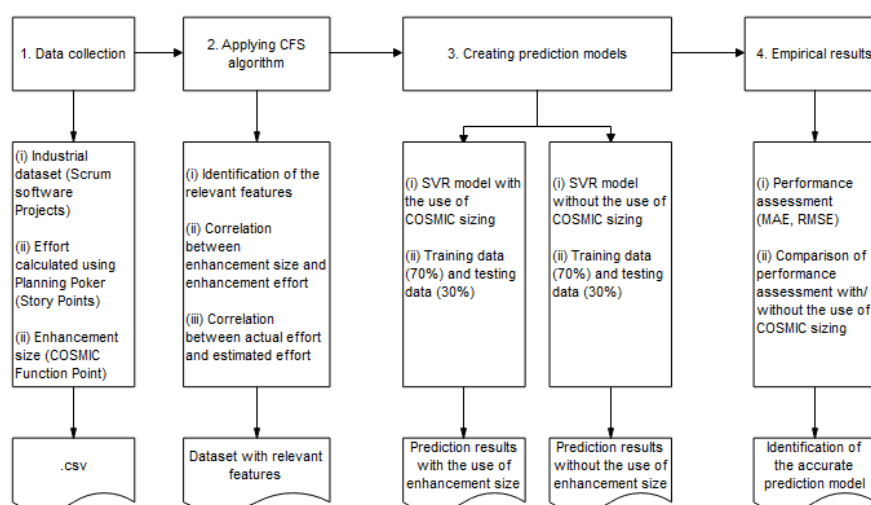 1. Data collection
2. Applying CFS
algorithm
3. Creating prediction models
4. Empirical results
(i) Industrial
dataset (Scrum
software
Projects)
(ii) Effort
calculated using
Planning Poker
(Story Points)
(ii) Enhancement
size (COSMIC
Function Point)
(i) Identification of the
relevant features
(ii) Correlation
between
enhancement size and
enhancement effort
(iii) Correlation
between actual effort
and estimated effort
(i) SVR model with
the use of
COSMIC sizing
(ii) Training data
(70%) and testing
data (30%)
(i) SVR model
without the use of
COSMIC sizing
(ii) Training data
(70%) and testing
data (30%)
(i) Performance
assessment
(MAE, RMSE)
(ii) Comparison of
performance
assessment with/
without the use of
COSMIC sizing
.csv
Dataset with relevant
features
Prediction results
with the use of
enhancement size
Prediction results
without the use of
enhancement size
Identification of
the accurate
prediction model